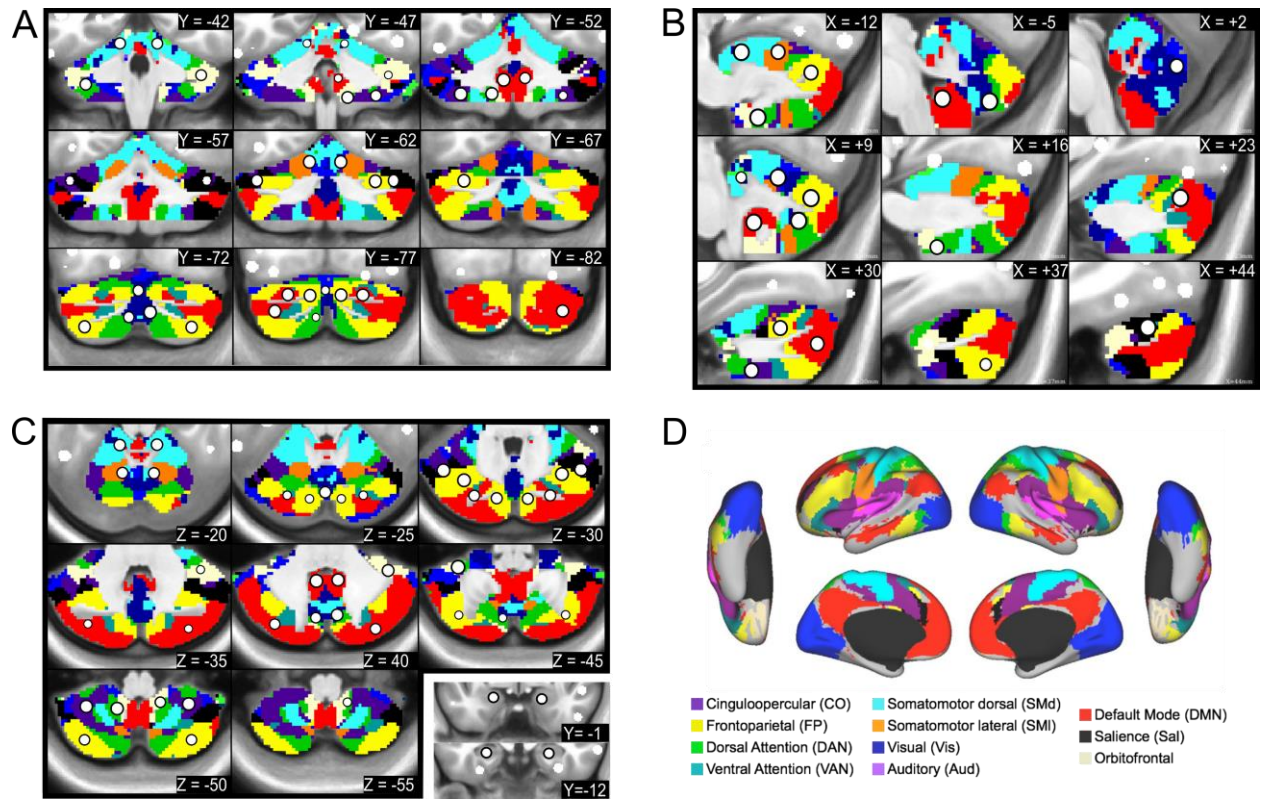 A
Y = -42
Y = -47
Y = -52
Y = -57
Y = -62
Y = -67
Y = -72
Y = -77
Y = -82
B
X = -12
X = -5
X = +2
X = +9
X = +16
X = +23
X = +30
X = +37
X = +44
C
Z = -20
Z = -25
Z = -30
Z = -35
Z = 40
Z = -45
Z = -50
Z = -55
Y = -1
Y=-12
D
Cinguloopercular (CO)
Frontoparietal (FP)
Dorsal Attention (DAN)
Ventral Attention (VAN)
Somatomotor dorsal (SMd)
Somatomotor lateral (SMl)
Visual (Vis)
Auditory (Aud)
Default Mode (DMN)
Salience (Sal)
Orbitofrontal